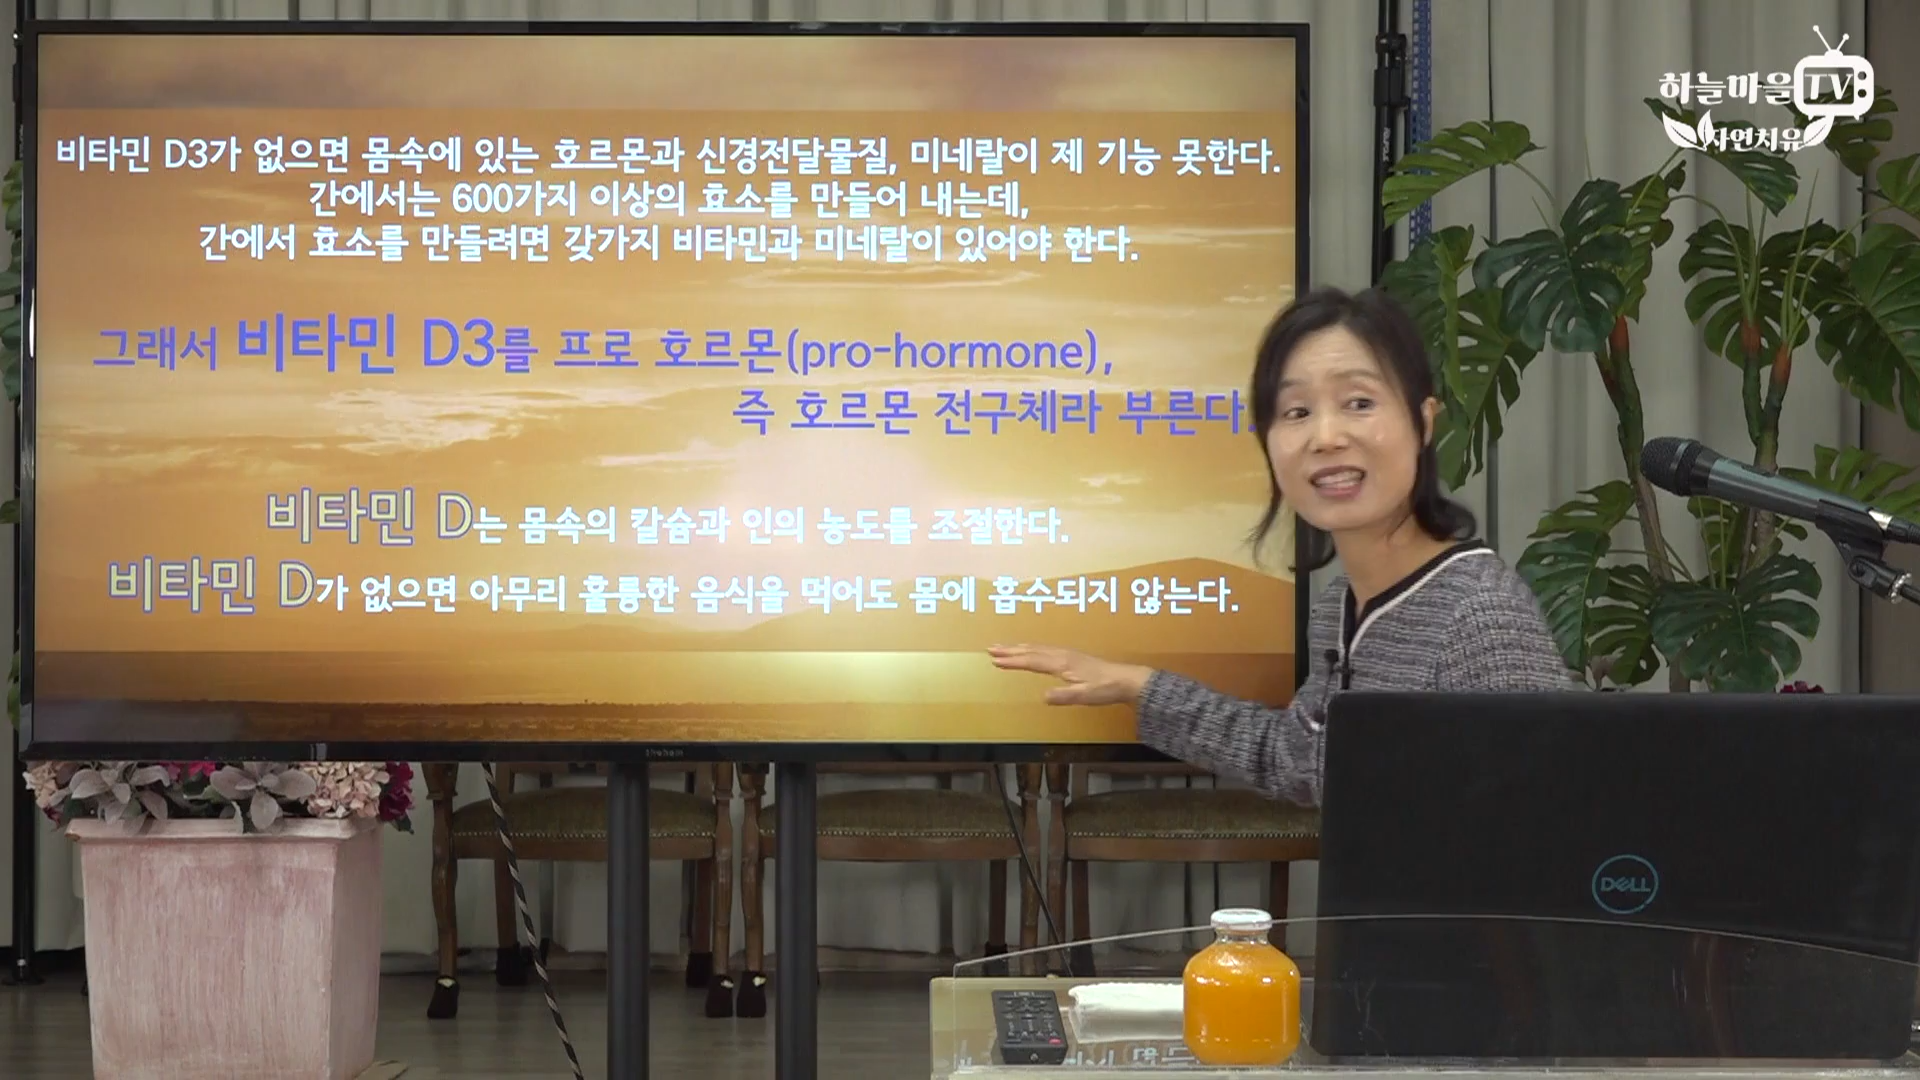 하늘마을TV
자연치유
비타민 D3가 없으면 몸속에 있는 호르몬과 신경전달물질, 미네랄이 제 기능 못한다.
간에서는 600가지 이상의 효소를 만들어 내는데,
간에서 효소를 만들려면 갖가지 비타민과 미네랄이 있어야 한다.
그래서 비타민 D3를 프로 호르몬(pro-hormone),
즉 호르몬 전구체라 부른다.
비타민 D는 몸속의 칼슘과 인의 농도를 조절한다.
비타민 D가 없으면 아무리 훌륭한 음식을 먹어도 몸에 흡수되지 않는다.
DELL